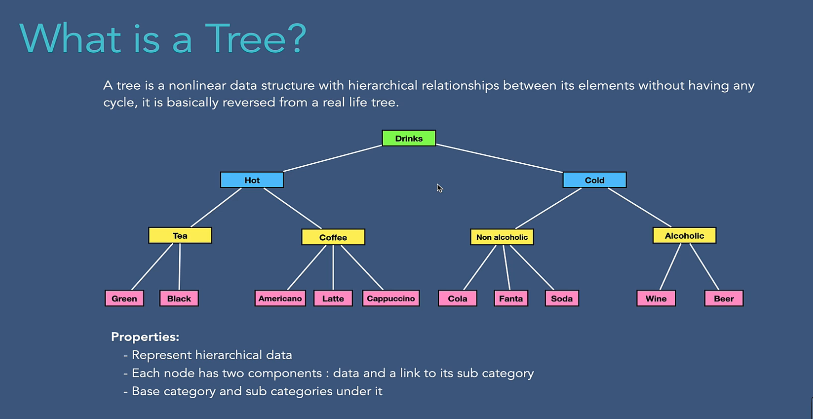 What is a Tree?
A tree is a nonlinear data structure with hierarchical relationships between its elements without having any
cycle, it is basically reversed from a real life tree.
Drinks
Hot
Cold
Tea
Coffee
Non alcoholic
Alcoholic
Green
Black
Americano
Latte
Cappuccino
Cola
Fanta
Soda
Wine
Beer
Properties:
- Represent hierarchical data
- Each node has two components : data and a link to its sub category
- Base category and sub categories under it